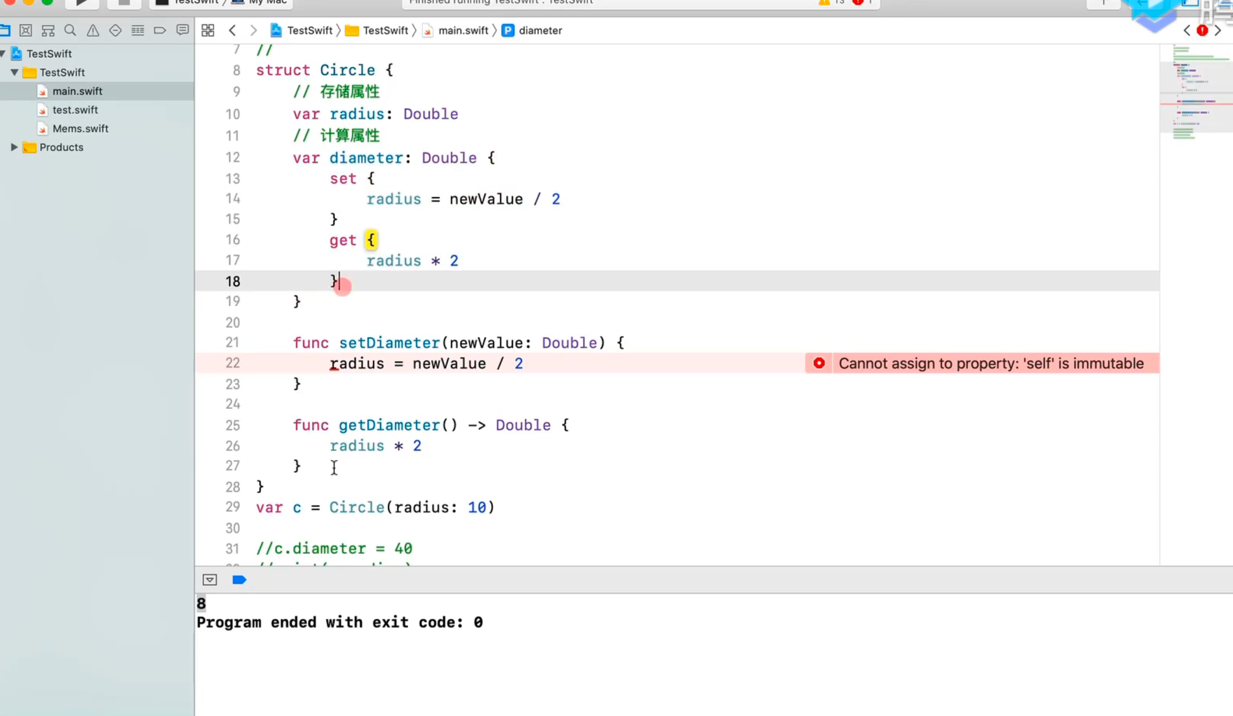 TestSwift
My Mac
Finished running TestSwift : TestSwift
13
1
TestSwift
TestSwift
main.swift
test.swift
Mems.swift
Products
TestSwift
TestSwift
main.swift
P
diameter
7 //
8 struct Circle {
9 // 存储属性
10 var radius: Double
11 // 计算属性
12 var diameter: Double {
13 set {
14 radius = newValue / 2
15 }
16 get {
17 radius * 2
18 }
19 }
20
21 func setDiameter(newValue: Double) {
22 radius = newValue / 2
Cannot assign to property: 'self' is immutable
23 }
24
25 func getDiameter() -> Double {
26 radius * 2
27 }
28 }
29 var c = Circle(radius: 10)
30
31 //c.diameter = 40
8
Program ended with exit code: 0